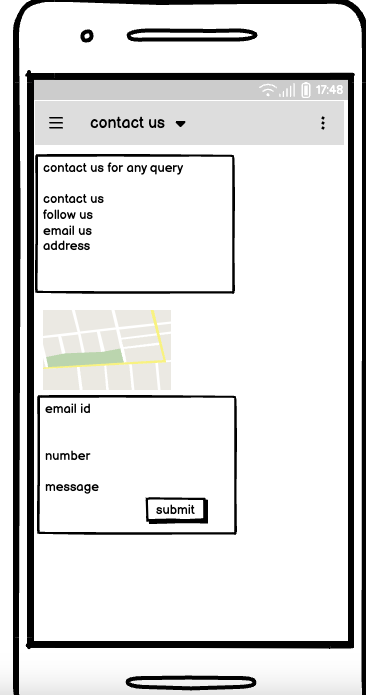 17:48
contact us
contact us for any query
contact us
follow us
email us
address
email id
number
message
submit